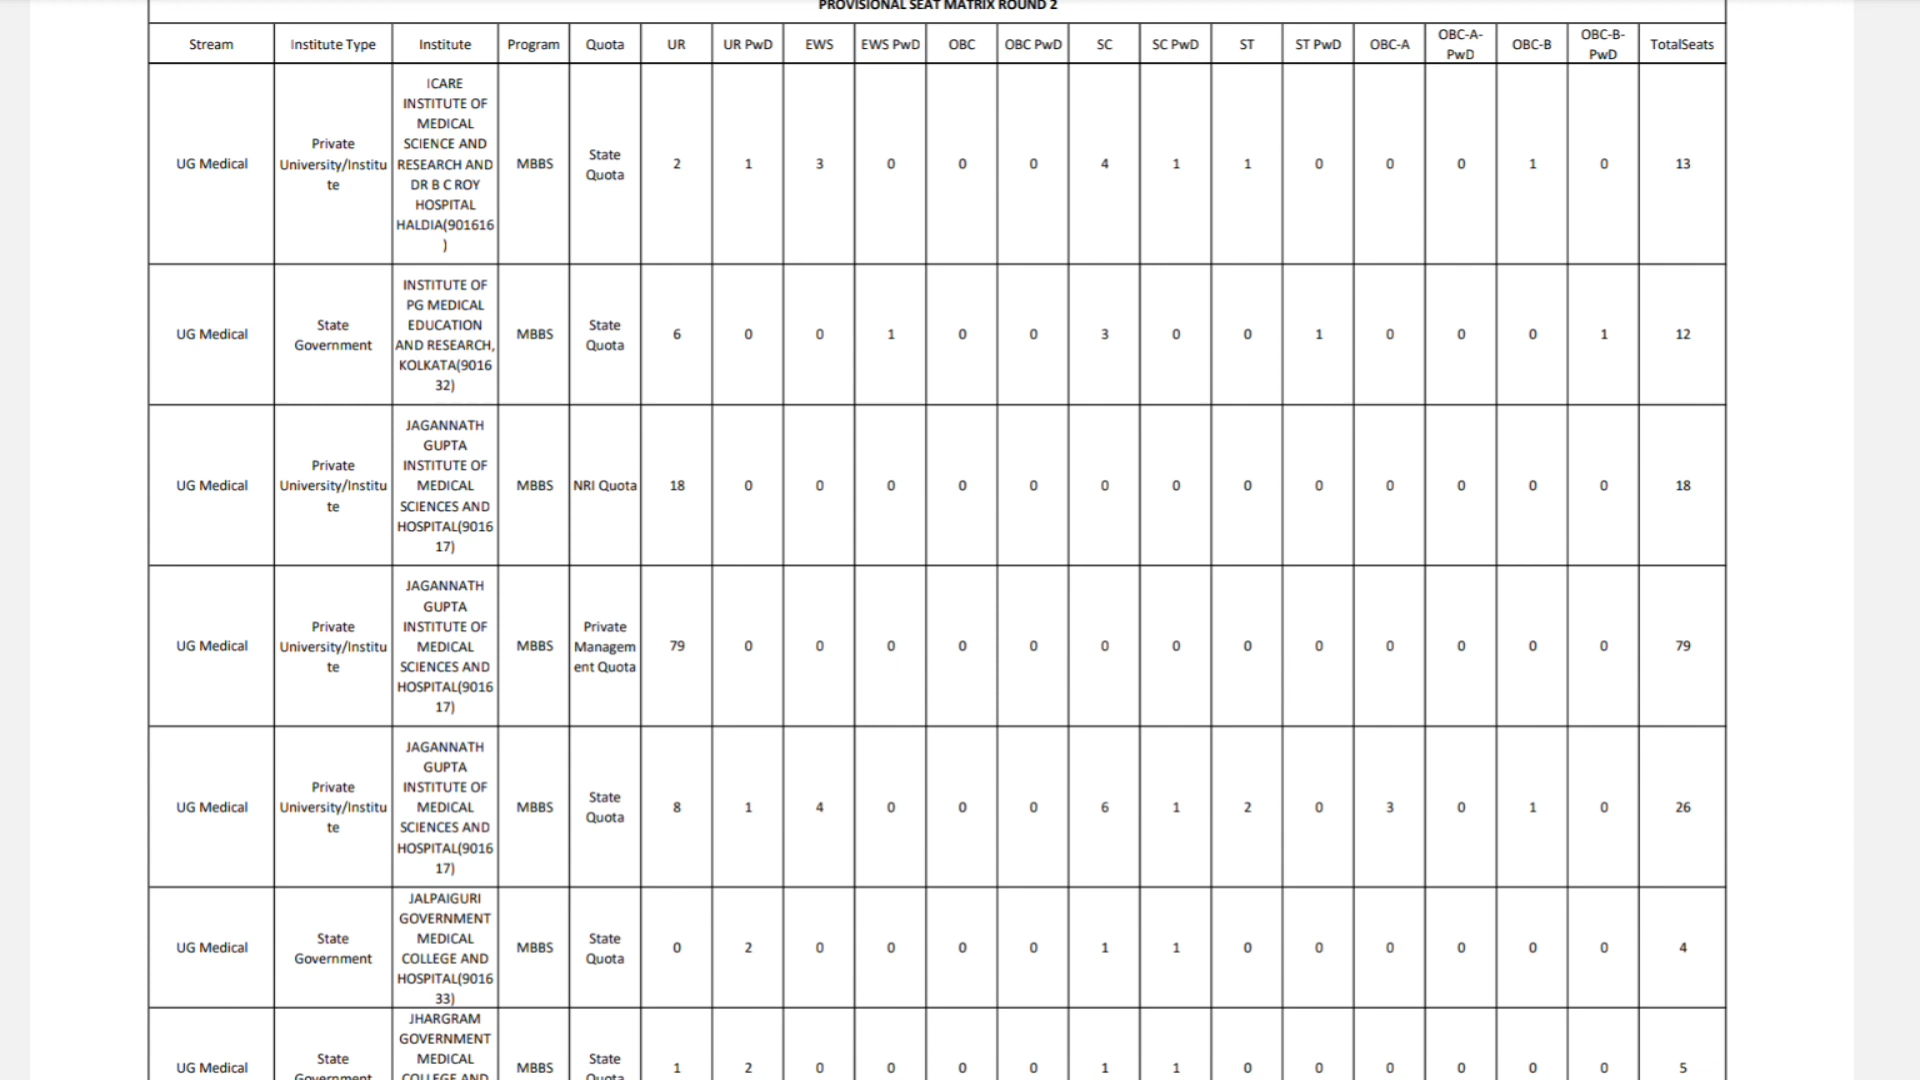 PROVISIONAL SEAT MATRIX ROUND 2
Stream Institute Type Institute Program Quota UR UR PwD EWS EWS PwD OBC OBC PwD SC SC PwD ST ST PwD OBC-A OBC-A-PwD OBC-B OBC-B-PwD TotalSeats
UG Medical
Private
University/Institu
te
ICARE
INSTITUTE OF
MEDICAL
SCIENCE AND
RESEARCH AND
DR B C ROY
HOSPITAL
HALDIA(901616
)
MBBS
State
Quota
2 1 3 0 0 0 4 1 1 0 0 0 1 0 13
UG Medical
State
Government
INSTITUTE OF
PG MEDICAL
EDUCATION
AND RESEARCH,
KOLKATA(9016
32)
MBBS
State
Quota
6 0 0 1 0 0 3 0 0 1 0 0 0 1 12
UG Medical
Private
University/Institu
te
JAGANNATH
GUPTA
INSTITUTE OF
MEDICAL
SCIENCES AND
HOSPITAL(9016
17)
MBBS
NRI Quota
18 0 0 0 0 0 0 0 0 0 0 0 0 0 18
UG Medical
Private
University/Institu
te
JAGANNATH
GUPTA
INSTITUTE OF
MEDICAL
SCIENCES AND
HOSPITAL(9016
17)
MBBS
Private
Managem
ent Quota
79 0 0 0 0 0 0 0 0 0 0 0 0 0 79
UG Medical
Private
University/Institu
te
JAGANNATH
GUPTA
INSTITUTE OF
MEDICAL
SCIENCES AND
HOSPITAL(9016
17)
MBBS
State
Quota
8 1 4 0 0 0 6 1 2 0 3 0 1 0 26
UG Medical
State
Government
JALPAIGURI
GOVERNMENT
MEDICAL
COLLEGE AND
HOSPITAL(9016
33)
MBBS
State
Quota
0 2 0 0 0 0 1 1 0 0 0 0 0 0 4
UG Medical
State
Government
JHARGRAM
GOVERNMENT
MEDICAL
COLLEGE AND
MBBS
State
Quota
1 2 0 0 0 0 1 1 0 0 0 0 0 0 5